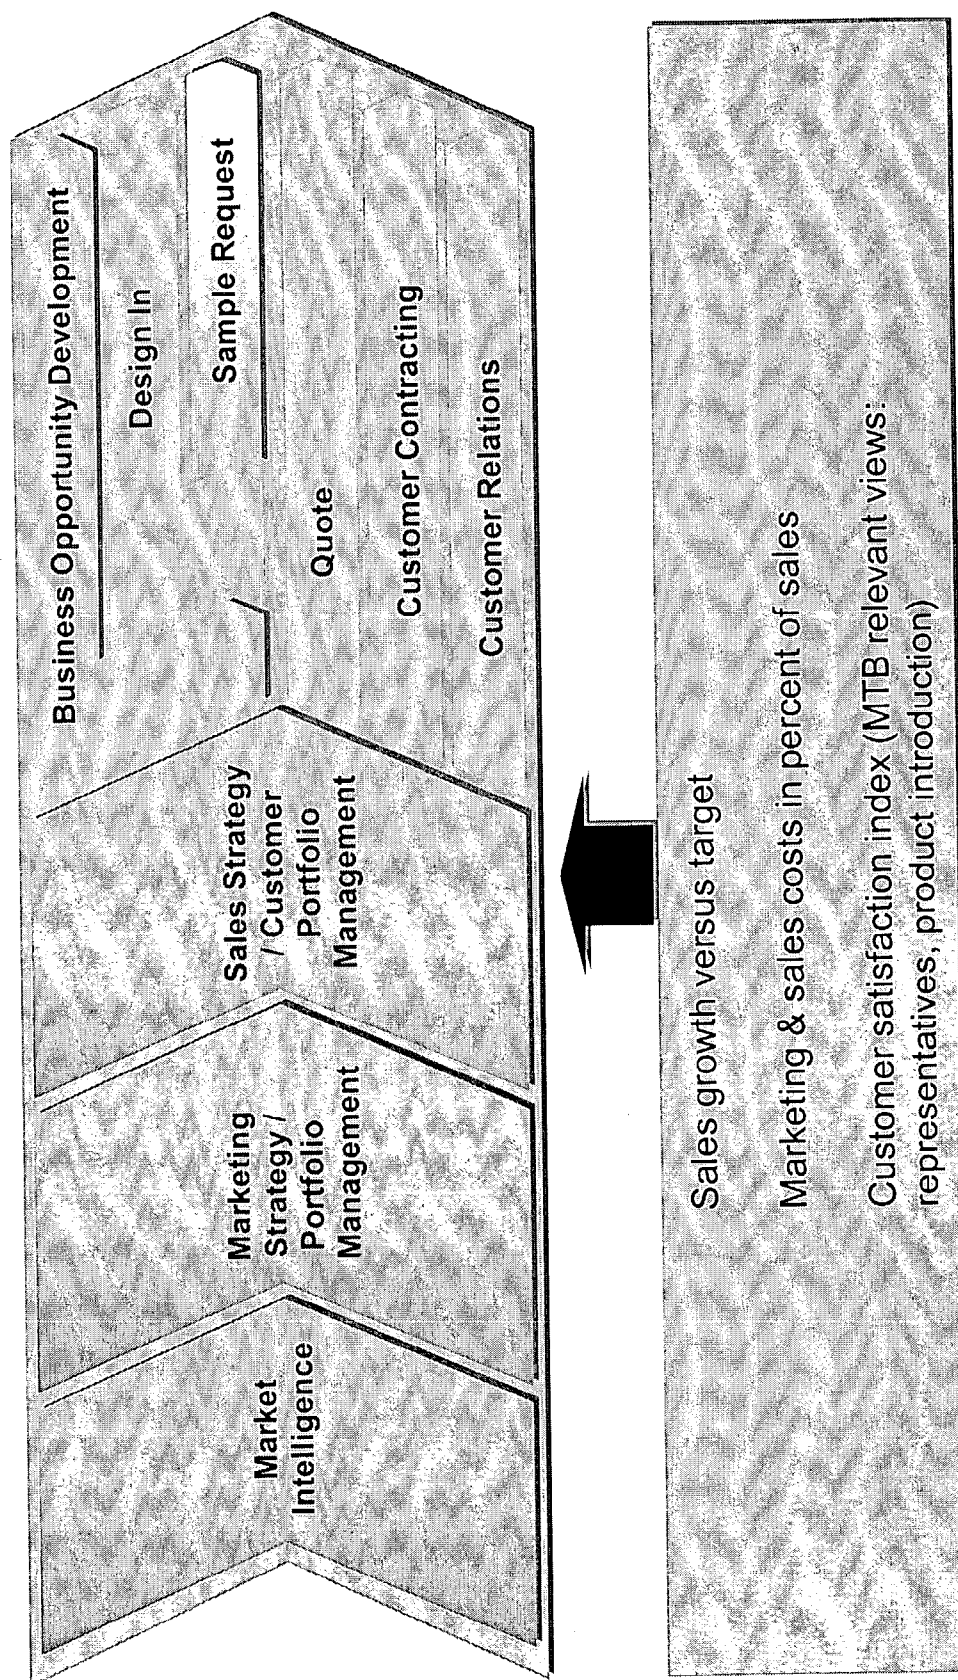 Market
Intelligence
Marketing
Strategy /
Portfolio
Management
Sales Strategy
/ Customer
Portfolio
Management
Business Opportunity Development
Design In
Sample Request
Quote
Customer Contracting
Customer Relations
Sales growth versus target
Marketing & sales costs in percent of sales
Customer satisfaction index (MTB relevant views:
representatives, product introduction)